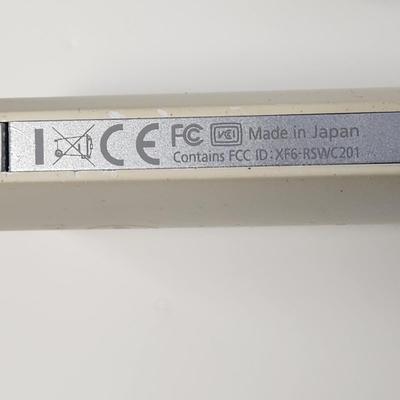 CE FC VCI Made in Japan
Contains FCC ID:XF6-RSWC201